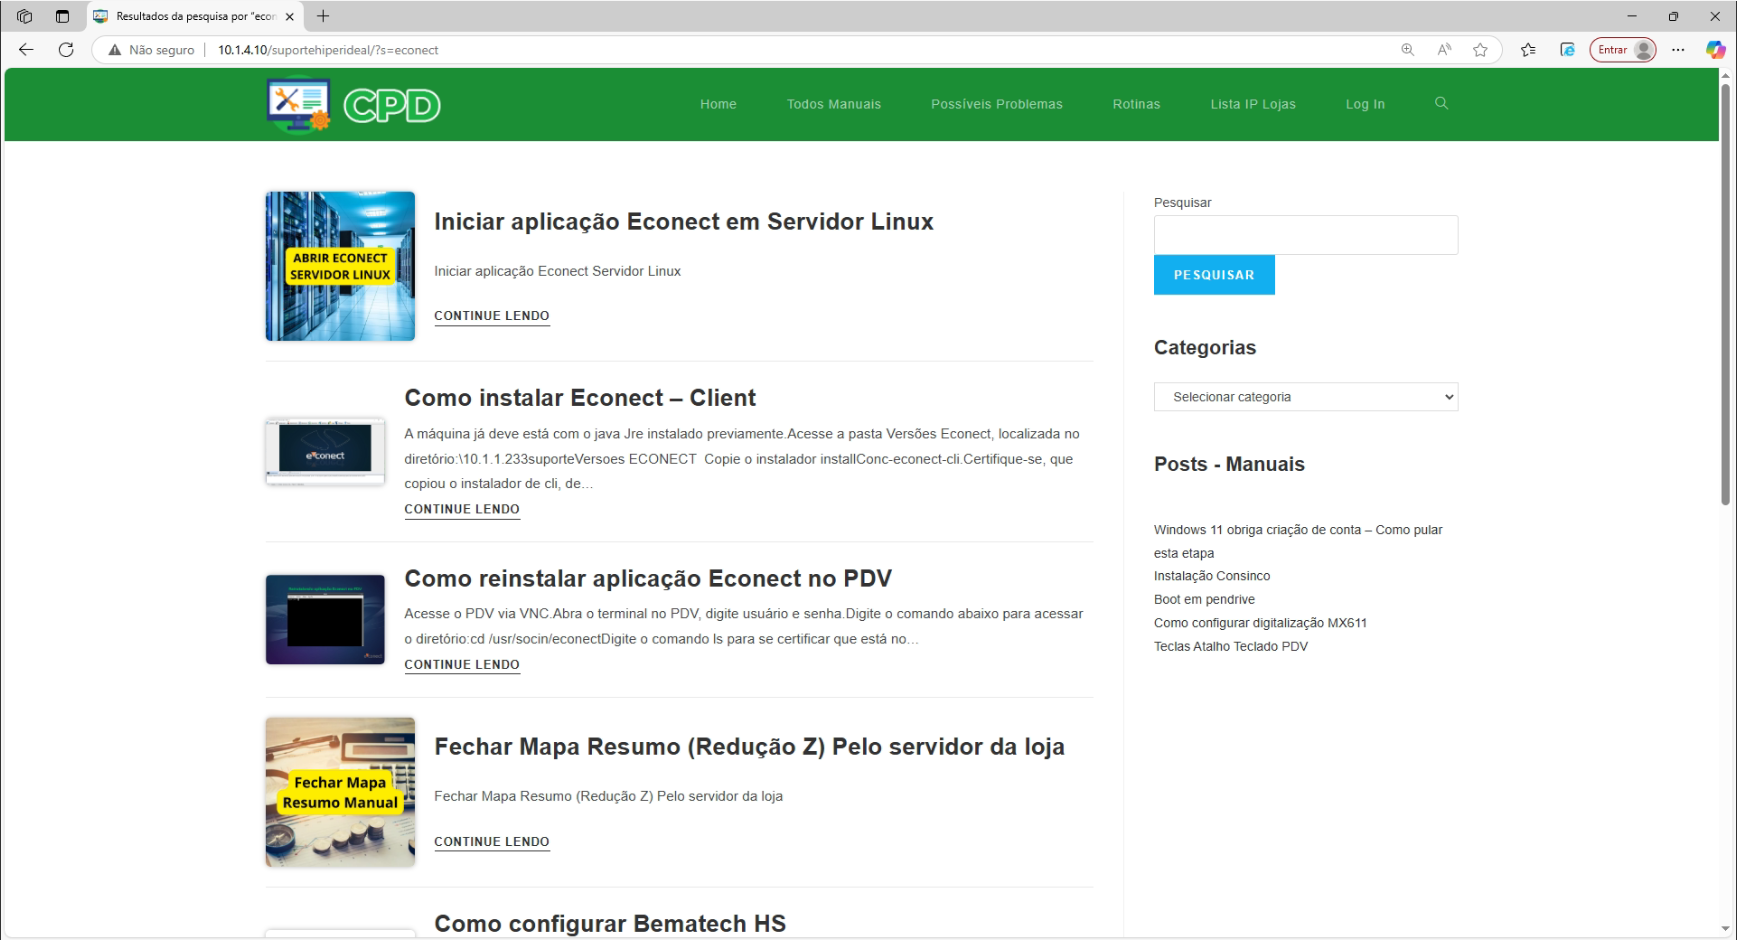 Resultados da pesquisa por "econ
Não seguro
10.1.4.10/suportehiperideal/?s=econect
Entrar
CPD
Home
Todos Manuais
Possíveis Problemas
Rotinas
Lista IP Lojas
Log In
ABRIR ECONECT
SERVIDOR LINUX
Iniciar aplicação Econect em Servidor Linux
Iniciar aplicação Econect Servidor Linux
CONTINUE LENDO
econect
Como instalar Econect – Client
A máquina já deve está com o java Jre instalado previamente.Acesse a pasta Versões Econect, localizada no
diretório:\10.1.1.233suporteVersoes ECONECT  Copie o instalador installConc-econect-cli.Certifique-se, que
copiou o instalador de cli, de…
CONTINUE LENDO
Como reinstalar aplicação Econect no PDV
Acesse o PDV via VNC.Abra o terminal no PDV, digite usuário e senha.Digite o comando abaixo para acessar
o diretório:cd /usr/socin/econectDigite o comando ls para se certificar que está no…
CONTINUE LENDO
Fechar Mapa
Resumo Manual
Fechar Mapa Resumo (Redução Z) Pelo servidor da loja
Fechar Mapa Resumo (Redução Z) Pelo servidor da loja
CONTINUE LENDO
Como configurar Bematech HS
Pesquisar
PESQUISAR
Categorias
Selecionar categoria
Posts - Manuais
Windows 11 obriga criação de conta – Como pular
esta etapa
Instalação Consinco
Boot em pendrive
Como configurar digitalização MX611
Teclas Atalho Teclado PDV